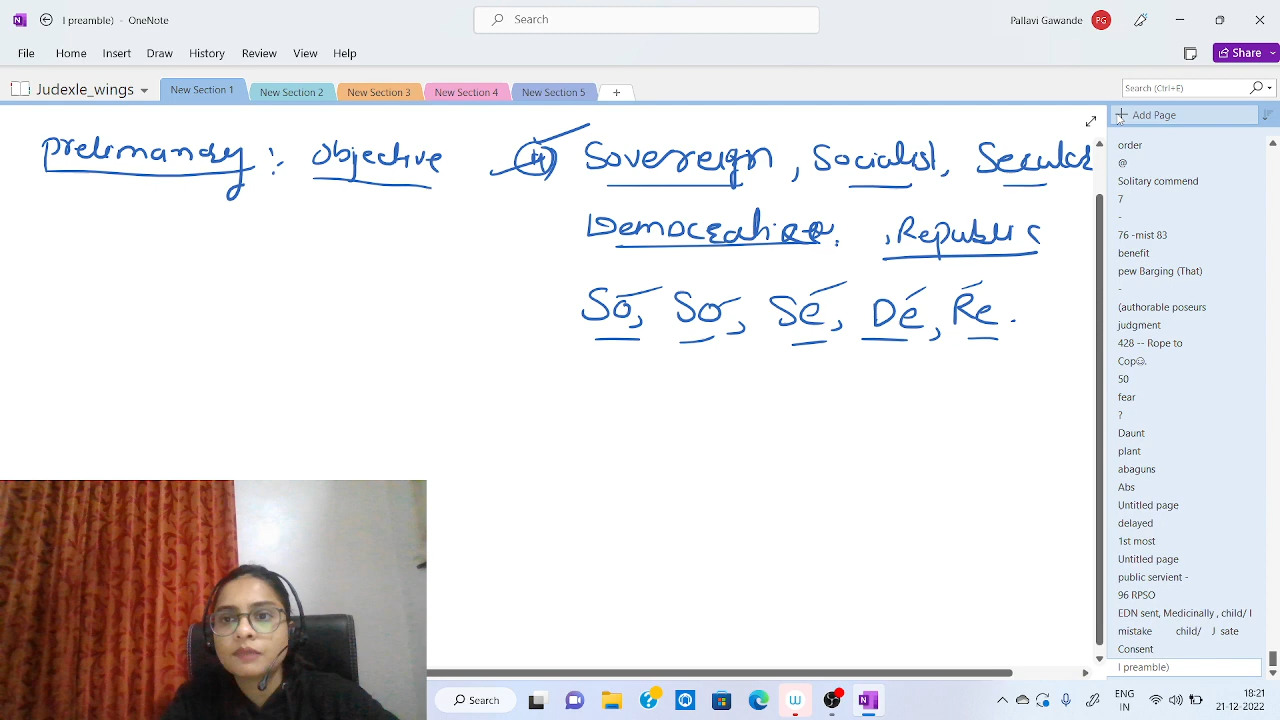 I preamble) - OneNote
Search
Pallavi Gawande
PG
File Home Insert Draw History Review View Help
Share
Judexle_wings
New Section 1
New Section 2
New Section 3
New Section 4
New Section 5
+
Search (Ctrl+E)
Add Page
Objective
Sovereign, Socialist, Secular
, Republic
So, So, Se, De, Re.
order
@
Solitary commend
7
-
76 -mist 83
benefit
pew Barging (That)
-
(authorable poseurs
judgment
428 -- Rope to
50
fear
?
Daunt
plant
abaguns
Abs
Untitled page
delayed
1st most
Untitled page
public servient -
96 RPSO
EDN sent, Medicinally , child/ I
mistake child/ J sate
Consent
I preamble)
Search
ENG
IN
18:21
21-12-2022